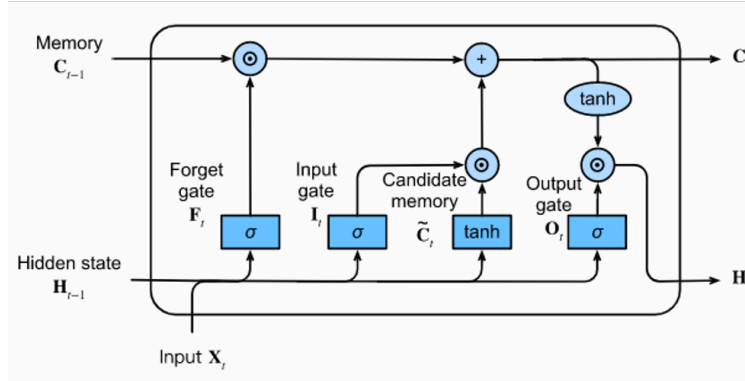 Memory
C_{t-1}
C
+
tanh
Forget
gate
F_t
Input
gate
I_t
Candidate
memory
C̃_t
Output
gate
O_t
σ
σ
tanh
σ
Hidden state
H_{t-1}
H
Input X_t